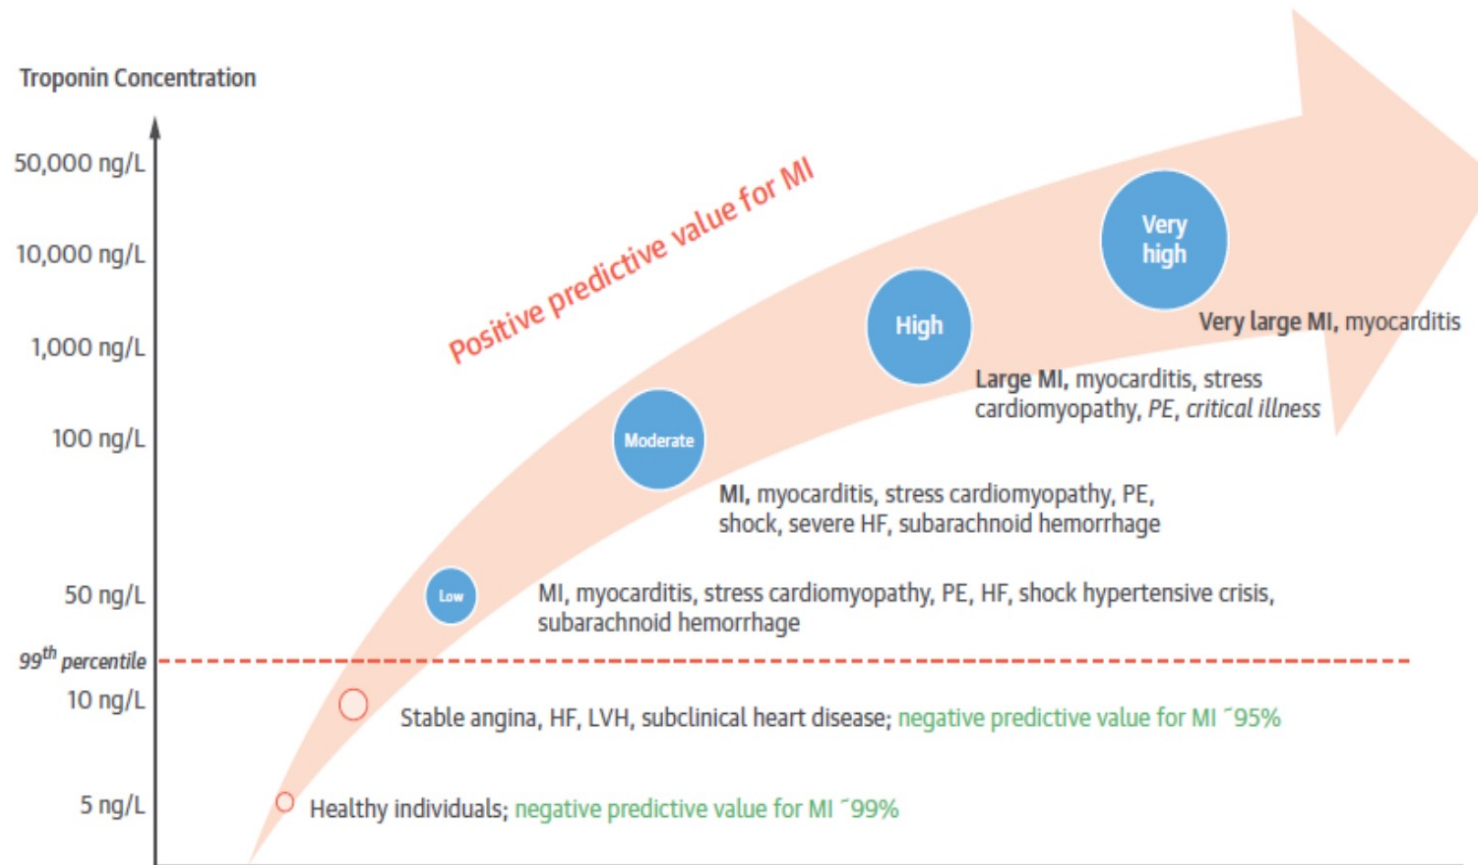 Troponin Concentration
50,000 ng/L
10,000 ng/L
1,000 ng/L
100 ng/L
50 ng/L
99th percentile
10 ng/L
5 ng/L
Positive predictive value for MI
Very
high
Very large MI, myocarditis
High
Large MI, myocarditis, stress
cardiomyopathy, PE, critical illness
Moderate
MI, myocarditis, stress cardiomyopathy, PE,
shock, severe HF, subarachnoid hemorrhage
Low
MI, myocarditis, stress cardiomyopathy, PE, HF, shock hypertensive crisis,
subarachnoid hemorrhage
Stable angina, HF, LVH, subclinical heart disease; negative predictive value for MI ˜95%
Healthy individuals; negative predictive value for MI ˜99%